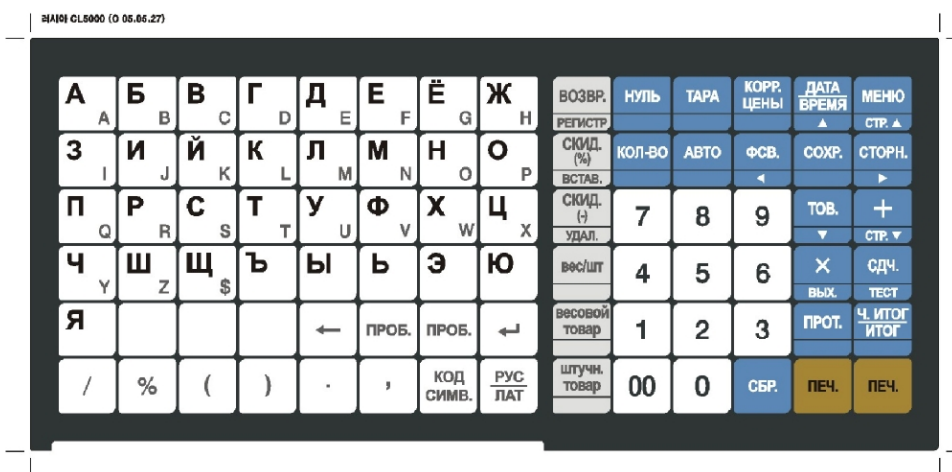 러시아 CL5000 (O 05.05.27)
А A Б B В C Г D Д E Е F Ё G Ж H ВОЗВР. РЕГИСТР НУЛЬ ТАРА КОРР. ЦЕНЫ ДАТА ВРЕМЯ ▲ МЕНЮ СТР. ▲
З I И J Й K К L Л M М N Н O О P СКИД. (%) ВСТАВ. КОЛ-ВО АВТО ФСВ. ◄ СОХР. СТОРН. ►
П Q Р R С S Т T У U Ф V Х W Ц X СКИД. (-) УДАЛ. 7 8 9 ТОВ. ▼ + СТР. ▼
Ч Y Ш Z Щ $ Ъ Ы Ь Э Ю вес/шт 4 5 6 × ВЫХ. СДЧ. ТЕСТ
Я ← ПРОБ. ПРОБ. ↵ весовой товар 1 2 3 ПРОТ. Ч. ИТОГ ИТОГ
/ % ( ) . , КОД СИМВ. РУС ЛАТ штучн. товар 00 0 СБР. ПЕЧ. ПЕЧ.